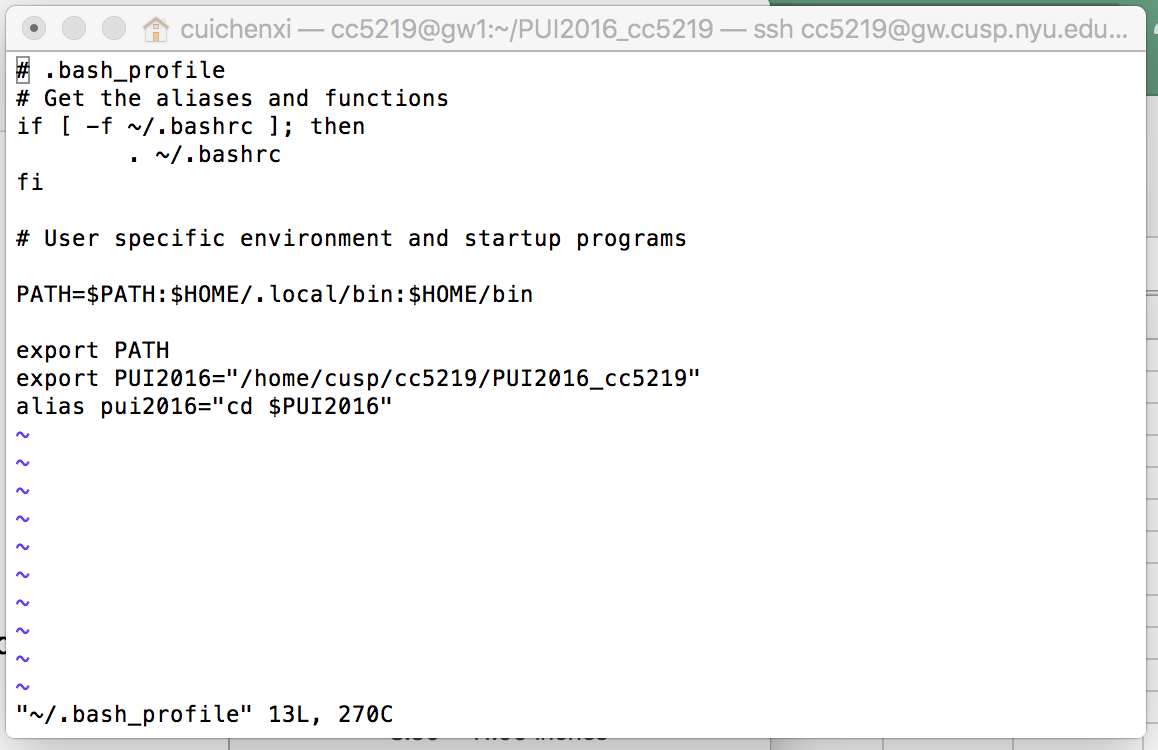 cuichenxi — cc5219@gw1:~/PUI2016_cc5219 — ssh cc5219@gw.cusp.nyu.edu...
# .bash_profile
# Get the aliases and functions
if [ -f ~/.bashrc ]; then
        . ~/.bashrc
fi
# User specific environment and startup programs
PATH=$PATH:$HOME/.local/bin:$HOME/bin
export PATH
export PUI2016="/home/cusp/cc5219/PUI2016_cc5219"
alias pui2016="cd $PUI2016"
~
~
~
~
~
~
~
~
~
~
"~/.bash_profile" 13L, 270C